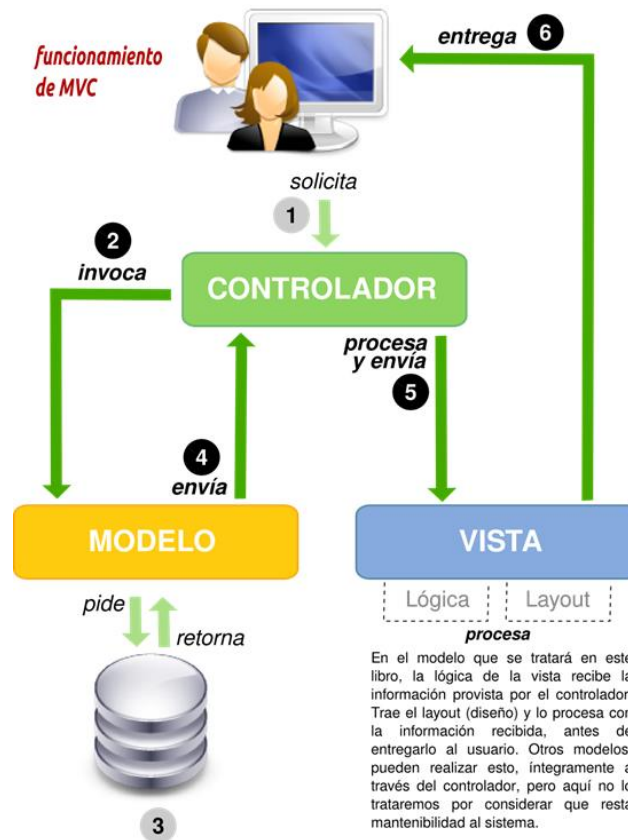 funcionamiento
de MVC
entrega 6
solicita
1
2
invoca
CONTROLADOR
procesa
y envía
5
4
envía
MODELO
VISTA
pide
retorna
Lógica
Layout
procesa
En el modelo que se tratará en este
libro, la lógica de la vista recibe la
información provista por el controlador
Trae el layout (diseño) y lo procesa con
la información recibida, antes de
entregarlo al usuario. Otros modelos
pueden realizar esto, íntegramente a
través del controlador, pero aquí no lo
trataremos por considerar que resta
mantenibilidad al sistema.
3